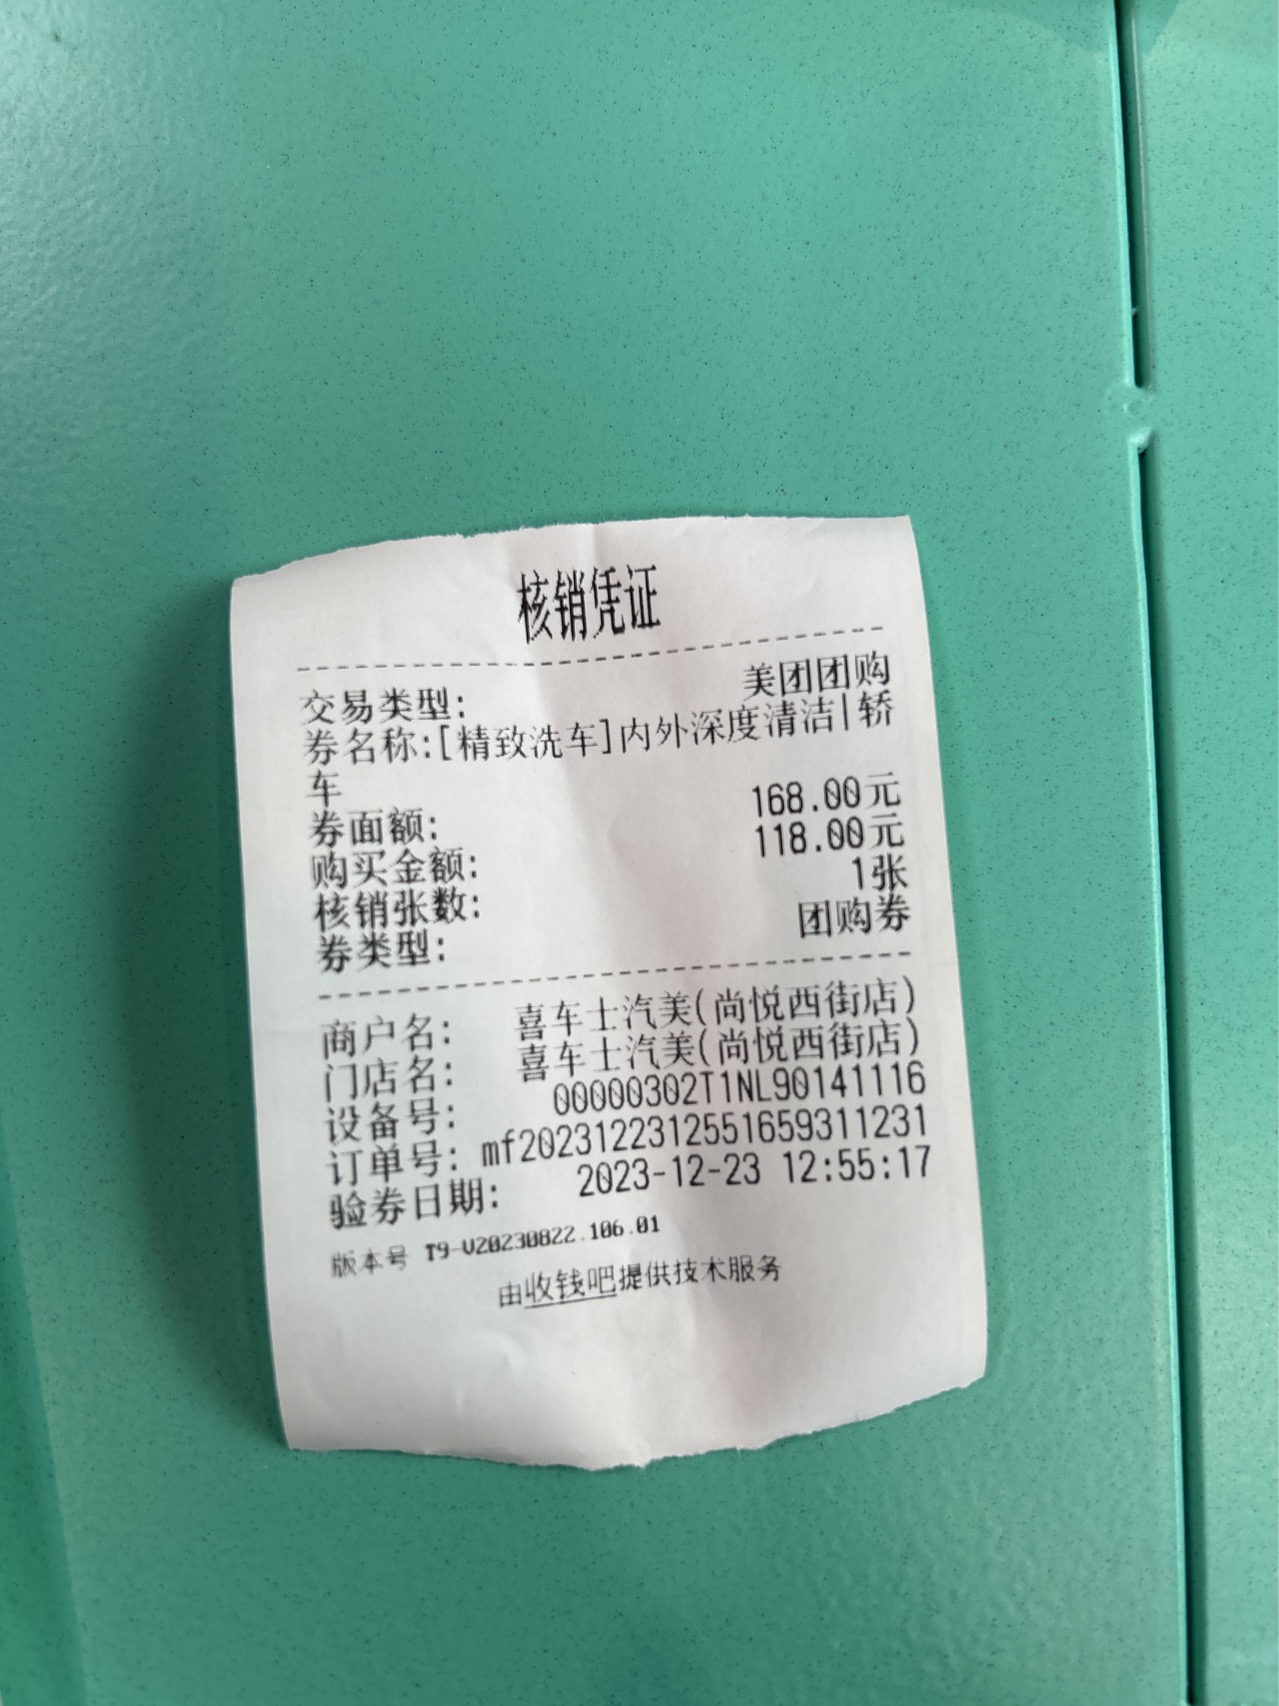 核销凭证
交易类型: 美团团购
券名称:[精致洗车]内外深度清洁|轿
车
券面额: 168.00元
购买金额: 118.00元
核销张数: 1张
券类型: 团购券
商户名: 喜车士汽美(尚悦西街店)
门店名: 喜车士汽美(尚悦西街店)
设备号: 00000302T1NL90141116
订单号: mf20231223125516593​11231
验券日期: 2023-12-23 12:55:17
版本号 T9-V20230822.106.01
由收钱吧提供技术服务